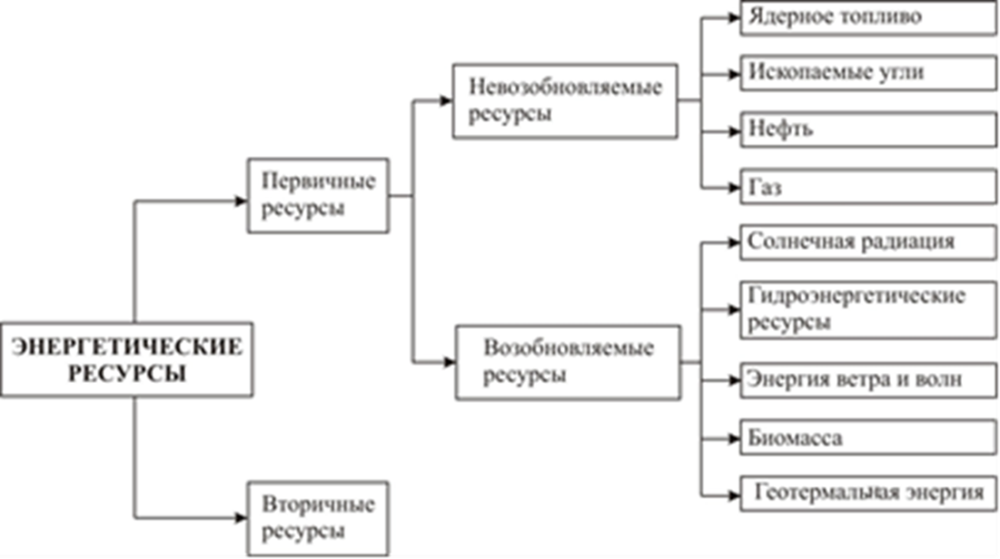 ЭНЕРГЕТИЧЕСКИЕ
РЕСУРСЫ
Первичные
ресурсы
Вторичные
ресурсы
Невозобновляемые
ресурсы
Возобновляемые
ресурсы
Ядерное топливо
Ископаемые угли
Нефть
Газ
Солнечная радиация
Гидроэнергетические
ресурсы
Энергия ветра и волн
Биомасса
Геотермальная энергия